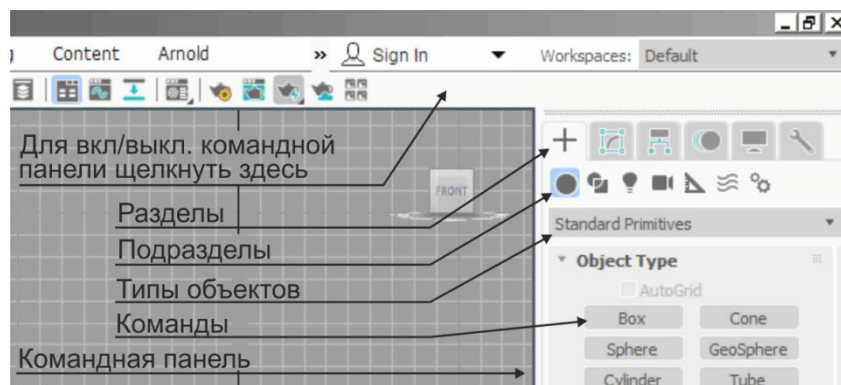 Content Arnold » Sign In Workspaces: Default
Для вкл/выкл. командной
панели щелкнуть здесь
FRONT
Разделы
Подразделы
Standard Primitives
Типы объектов
Object Type
AutoGrid
Команды
Box Cone
Командная панель
Sphere GeoSphere
Cylinder Tube